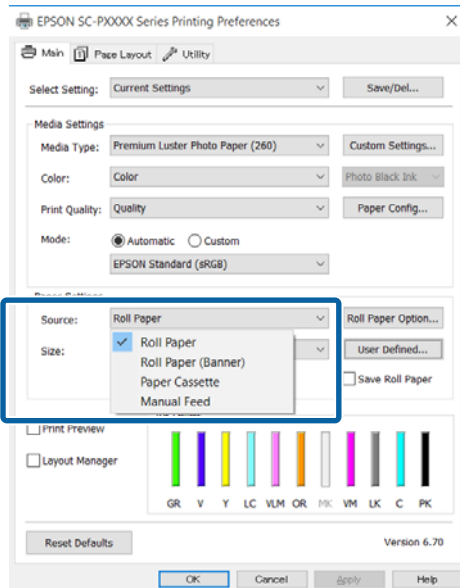 EPSON SC-PXXXX Series Printing Preferences
Main Page Layout Utility
Select Setting: Current Settings Save/Del...
Media Settings
Media Type: Premium Luster Photo Paper (260) Custom Settings...
Color: Color Photo Black Ink
Print Quality: Quality Paper Config...
Mode: Automatic Custom
EPSON Standard (sRGB)
Paper Settings
Source: Roll Paper Roll Paper Option...
Roll Paper
Size: User Defined...
Roll Paper (Banner)
Paper Cassette Save Roll Paper
Manual Feed
Print Preview
Layout Manager
GR V Y LC VLM OR MK VM LK C PK
Reset Defaults Version 6.70
OK Cancel Apply Help